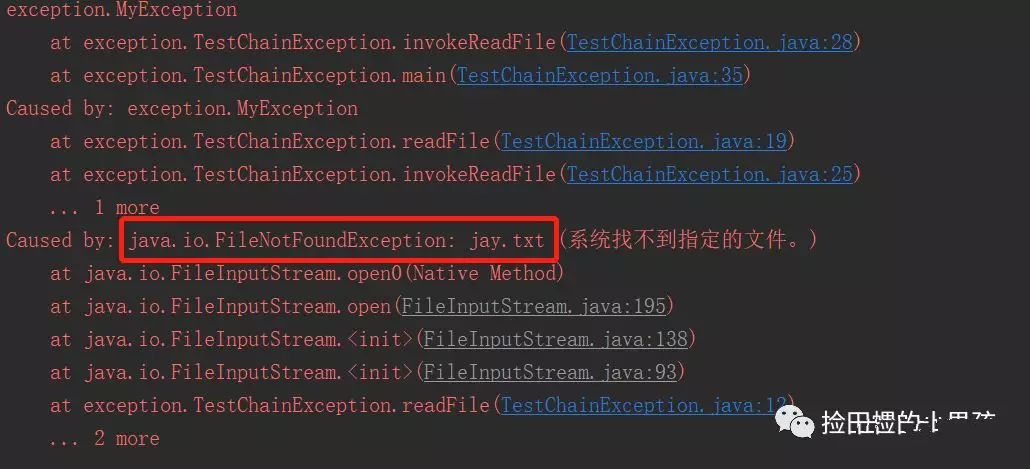 exception.MyException
at exception.TestChainException.invokeReadFile(TestChainException.java:28)
at exception.TestChainException.main(TestChainException.java:35)
Caused by: exception.MyException
at exception.TestChainException.readFile(TestChainException.java:19)
at exception.TestChainException.invokeReadFile(TestChainException.java:25)
... 1 more
Caused by: java.io.FileNotFoundException: jay.txt (系统找不到指定的文件。)
at java.io.FileInputStream.open0(Native Method)
at java.io.FileInputStream.open(FileInputStream.java:195)
at java.io.FileInputStream.<init>(FileInputStream.java:138)
at java.io.FileInputStream.<init>(FileInputStream.java:93)
at exception.TestChainException.readFile(TestChainException.java:12)
... 2 more
捡田螺的小男孩